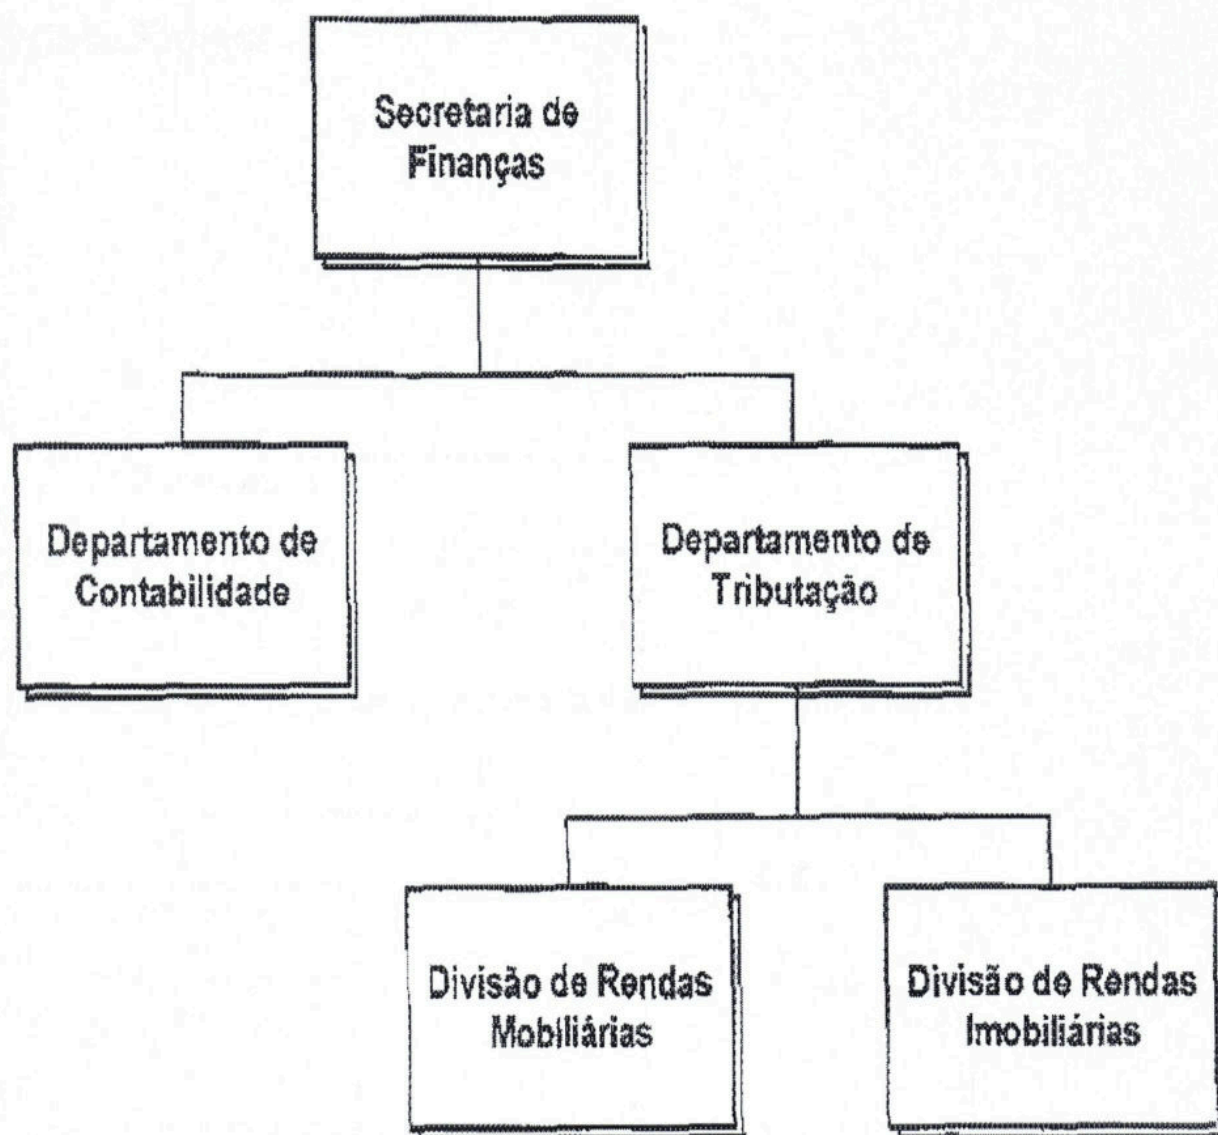 Secretaria de
Finanças
Departamento de
Contabilidade
Departamento de
Tributação
Divisão de Rendas
Mobiliárias
Divisão de Rendas
Imobiliárias